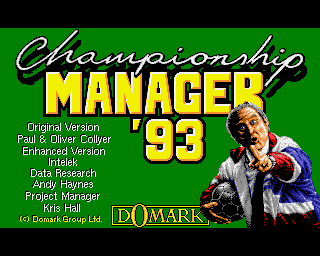 Championship
MANAGER
'93
Original Version
Paul & Oliver Collyer
Enhanced Version
Intelek
Data Research
Andy Haynes
Project Manager
Kris Hall
(c) Domark Group Ltd.
DOMARK